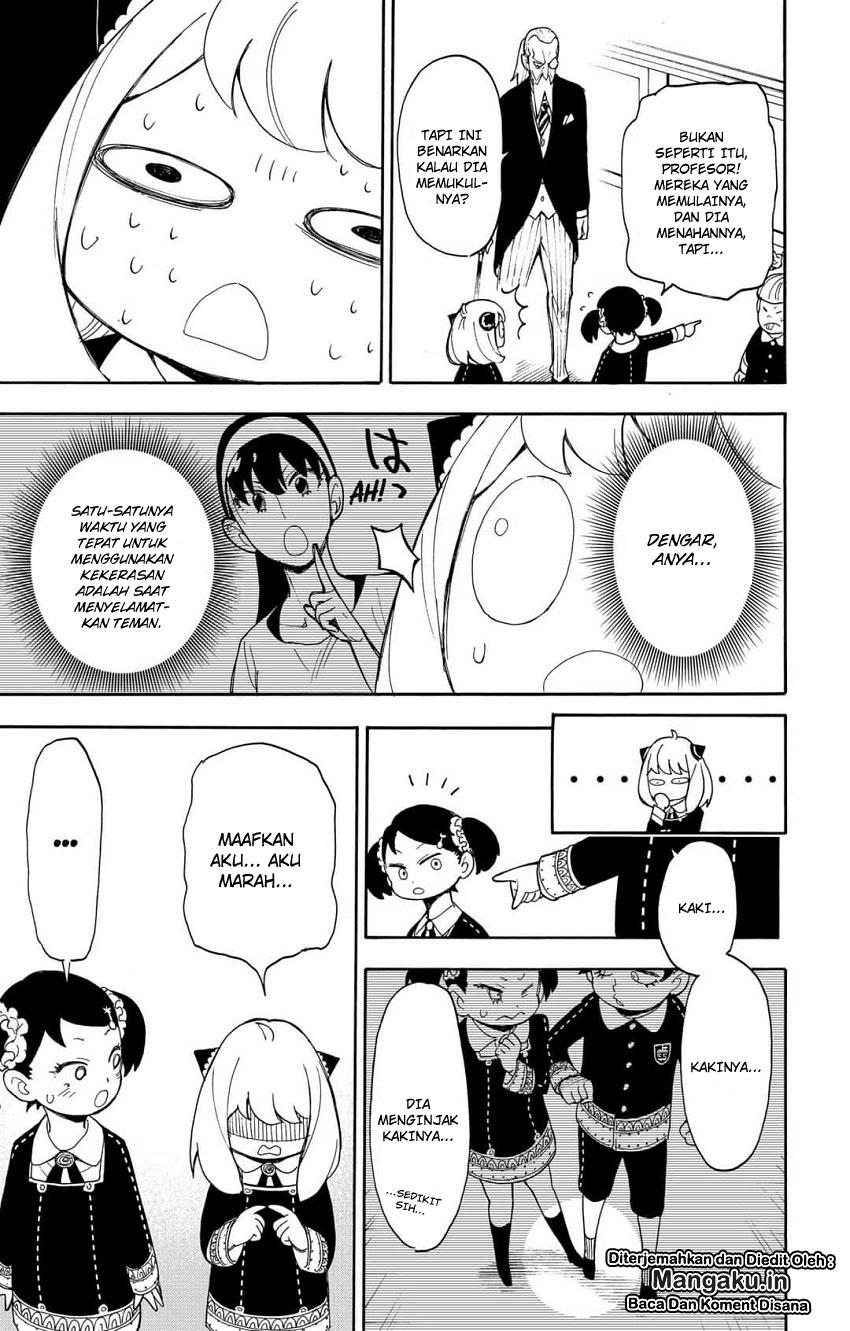 BUKAN
SEPERTI ITU,
PROFESOR!
MEREKA YANG
MEMULAINYA,
DAN DIA
MENAHANNYA,
TAPI...
TAPI INI
BENARKAN
KALAU DIA
MEMUKUL-
NYA?
DENGAR,
ANYA...
は
AH!っ
SATU-SATUNYA
WAKTU YANG
TEPAT UNTUK
MENGGUNAKAN
KEKERASAN
ADALAH SAAT
MENYELAMAT-
KAN TEMAN.
KAKI...
KAKINYA...
DIA
MENGINJAK
KAKINYA...
...SEDIKIT
SIH...
MAAFKAN
AKU... AKU
MARAH...
...
Diterjemahkan dan Diedit Oleh:
Mangaku.in
Baca Dan Koment Disana